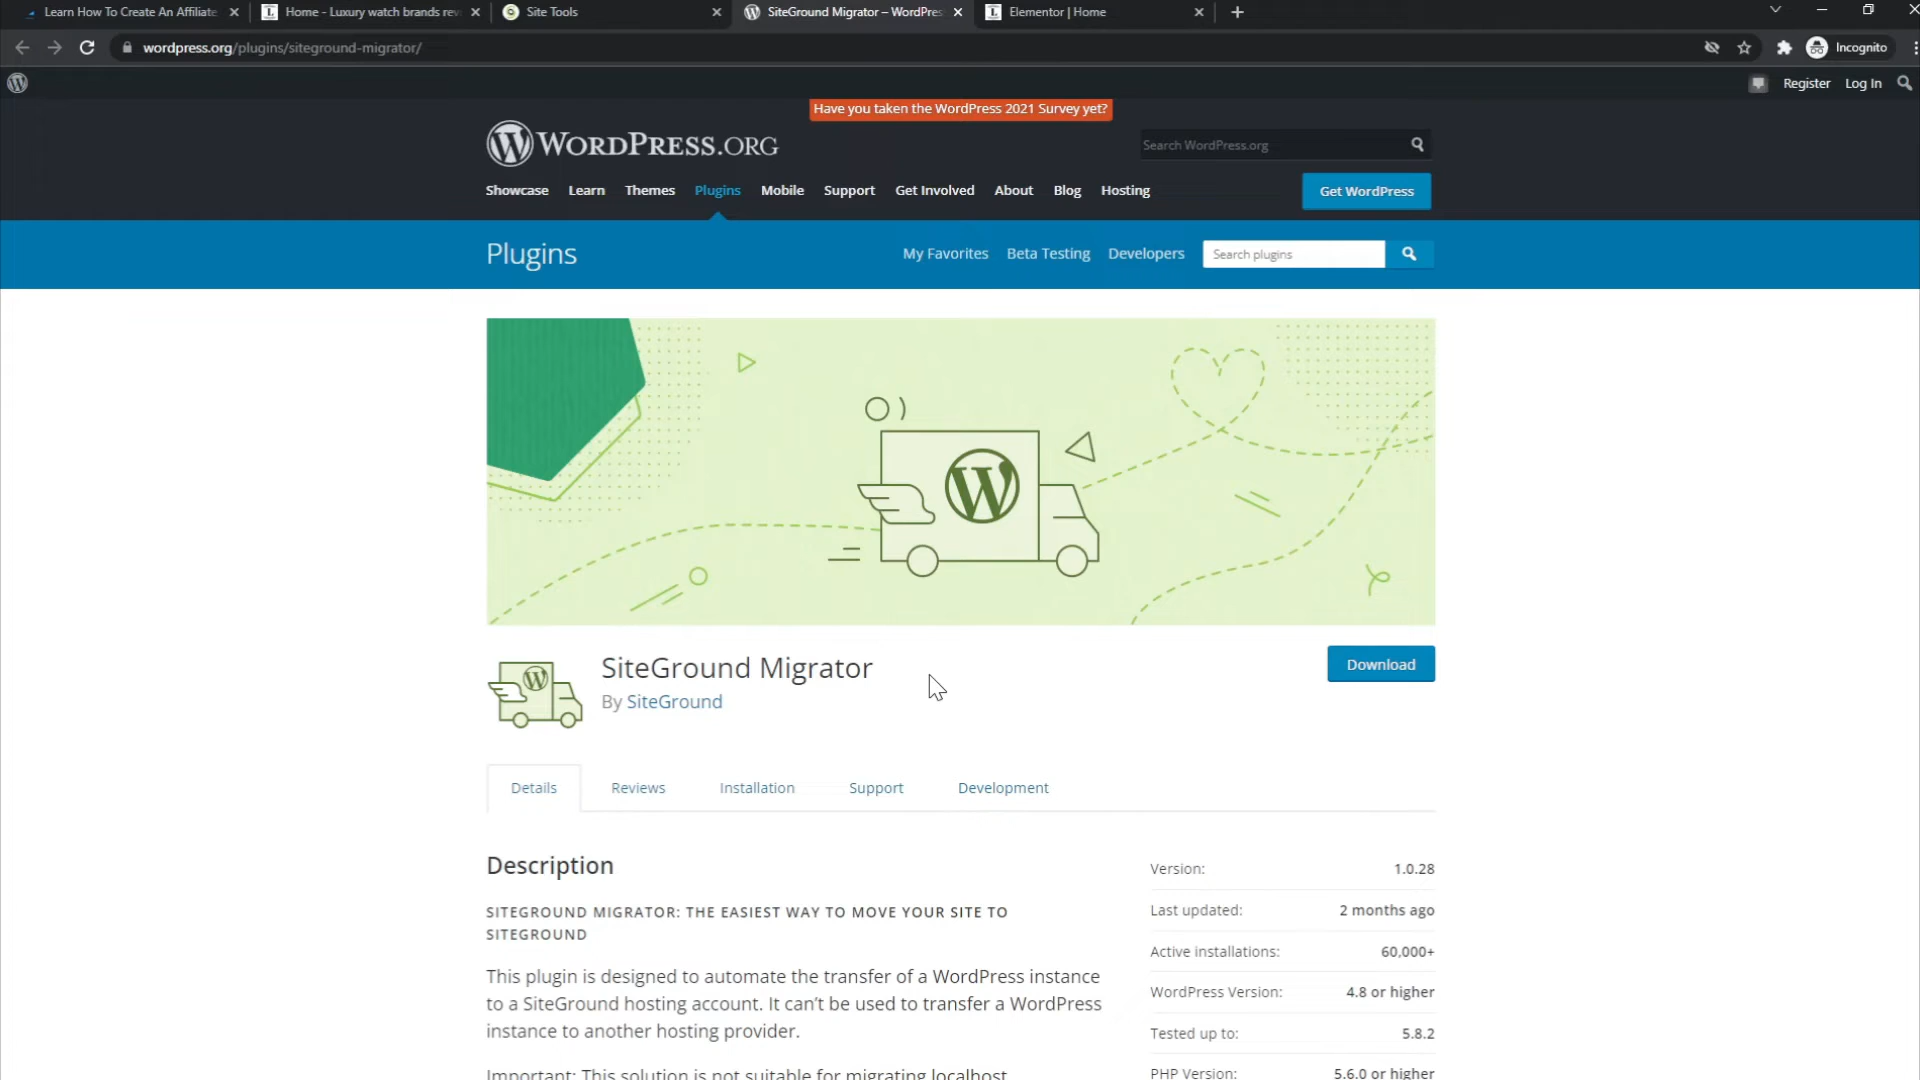 Learn How To Create An Affiliate
Home - Luxury watch brands rev
Site Tools
SiteGround Migrator – WordPres
Elementor | Home
wordpress.org/plugins/siteground-migrator/
Incognito
Register
Log In
Have you taken the WordPress 2021 Survey yet?
WORDPRESS.ORG
Search WordPress.org
Showcase
Learn
Themes
Plugins
Mobile
Support
Get Involved
About
Blog
Hosting
Get WordPress
Plugins
My Favorites
Beta Testing
Developers
Search plugins
SiteGround Migrator
By SiteGround
Download
Details
Reviews
Installation
Support
Development
Description
SITEGROUND MIGRATOR: THE EASIEST WAY TO MOVE YOUR SITE TO
SITEGROUND
This plugin is designed to automate the transfer of a WordPress instance
to a SiteGround hosting account. It can’t be used to transfer a WordPress
instance to another hosting provider.
Important: This solution is not suitable for migrating localhost
Version: 1.0.28
Last updated: 2 months ago
Active installations: 60,000+
WordPress Version: 4.8 or higher
Tested up to: 5.8.2
PHP Version: 5.6.0 or higher